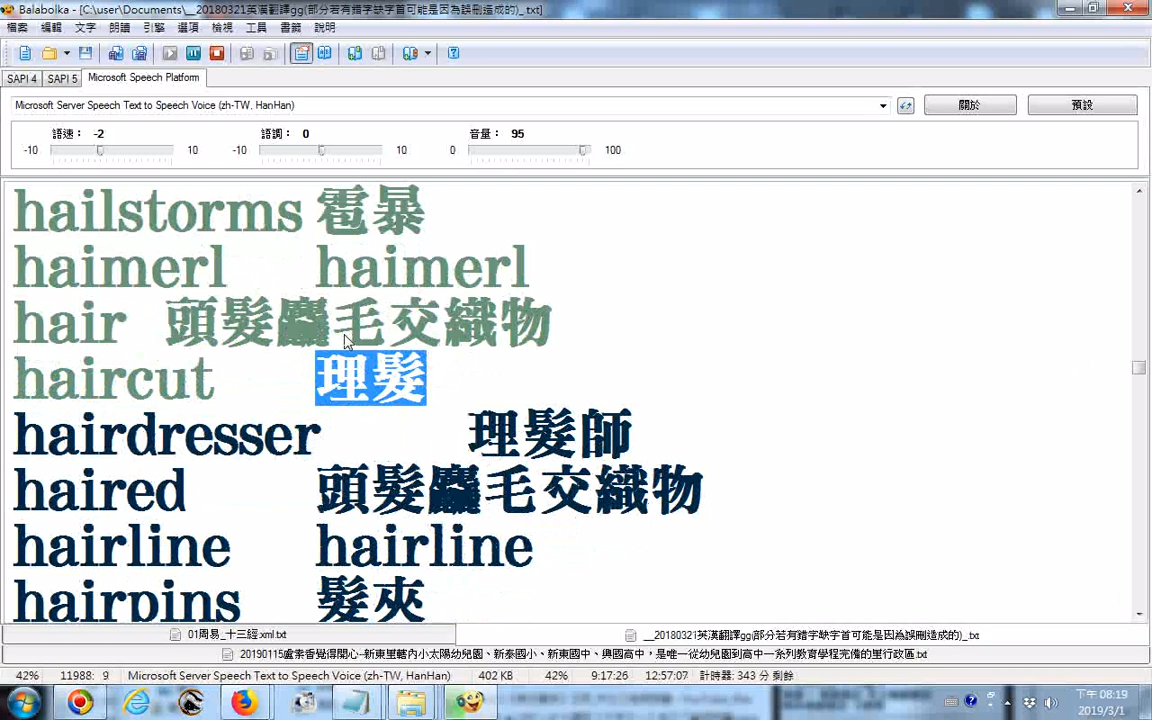 Balabolka - [C:\user\Documents\__20180321英漢翻譯gg(部分若有錯字缺字首可能是因為誤刪造成的)_.txt]
檔案 編輯 文字 朗讀 引擎 選項 檢視 工具 書籤 說明
SAPI 4 SAPI 5 Microsoft Speech Platform
Microsoft Server Speech Text to Speech Voice (zh-TW, HanHan) 關於 預設
語速： -2 語調： 0 音量： 95
-10 10 -10 10 0 100
hailstorms 雹暴
haimerl haimerl
hair 頭髮麤毛交織物
haircut 理髮
hairdresser 理髮師
haired 頭髮麤毛交織物
hairline hairline
hairpins 髮夾
01周易_十三經.xml.txt __20180321英漢翻譯gg(部分若有錯字缺字首可能是因為誤刪造成的)_.txt
20190115盧素香覺得開心-新東里轄內小太陽幼兒園、新泰國小、新東國中、興國高中，是唯一從幼兒園到高中一系列教育學程完備的里行政區.txt
42% 11988: 9 Microsoft Server Speech Text to Speech Voice (zh-TW, HanHan) 402 KB 42% 9:17:26 12:57:07 計時器: 343 分 剩餘
下午 08:19
2019/3/1